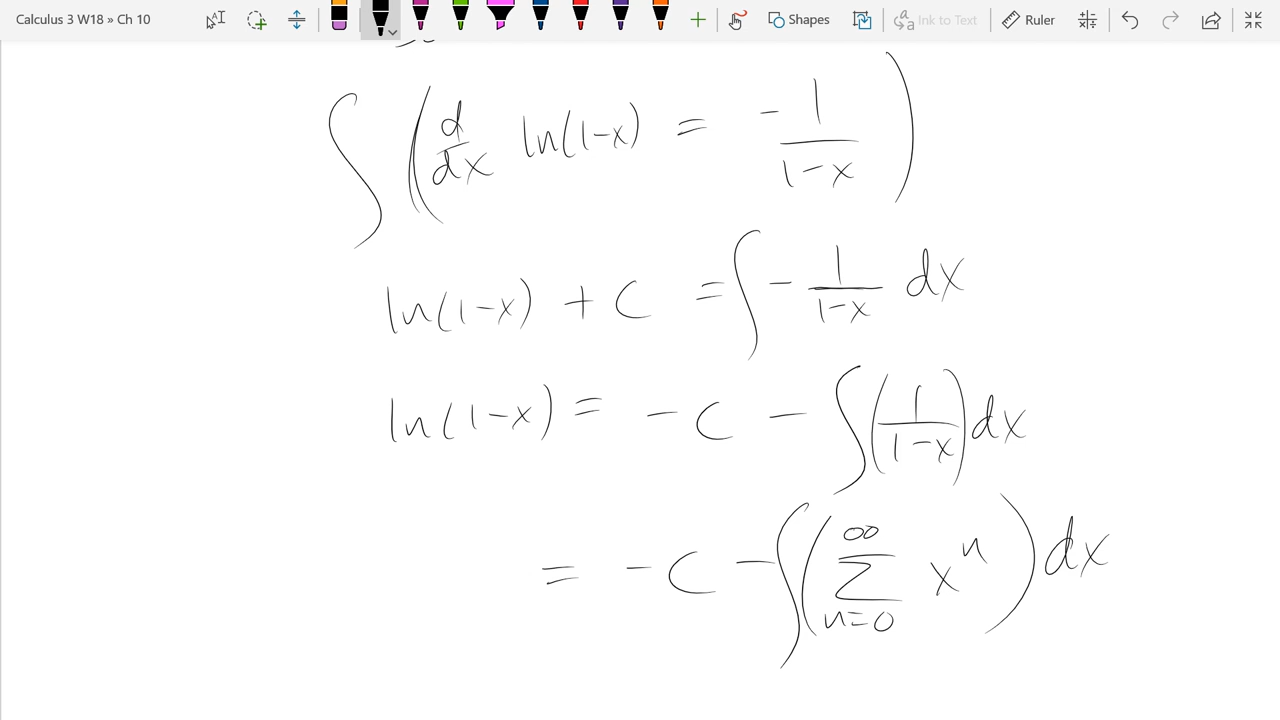 Calculus 3 W18 » Ch 10
Shapes
Ink to Text
Ruler
∫ ( d/dx ln(1-x) = - 1/(1-x) )
ln(1-x) + C = ∫ - 1/(1-x) dx
ln(1-x) = -C - ∫ ( 1/(1-x) ) dx
= -C - ∫ ( ∑_{n=0}^{∞} x^n ) dx